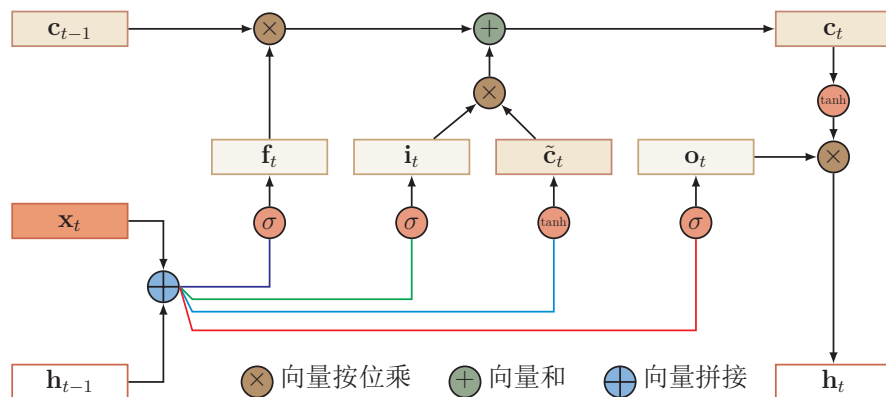 c_{t−1} × + c_t
tanh
×
f_t i_t c̃_t o_t ×
x_t σ σ tanh σ
h_{t−1} × 向量按位乘 + 向量和 向量拼接 h_t